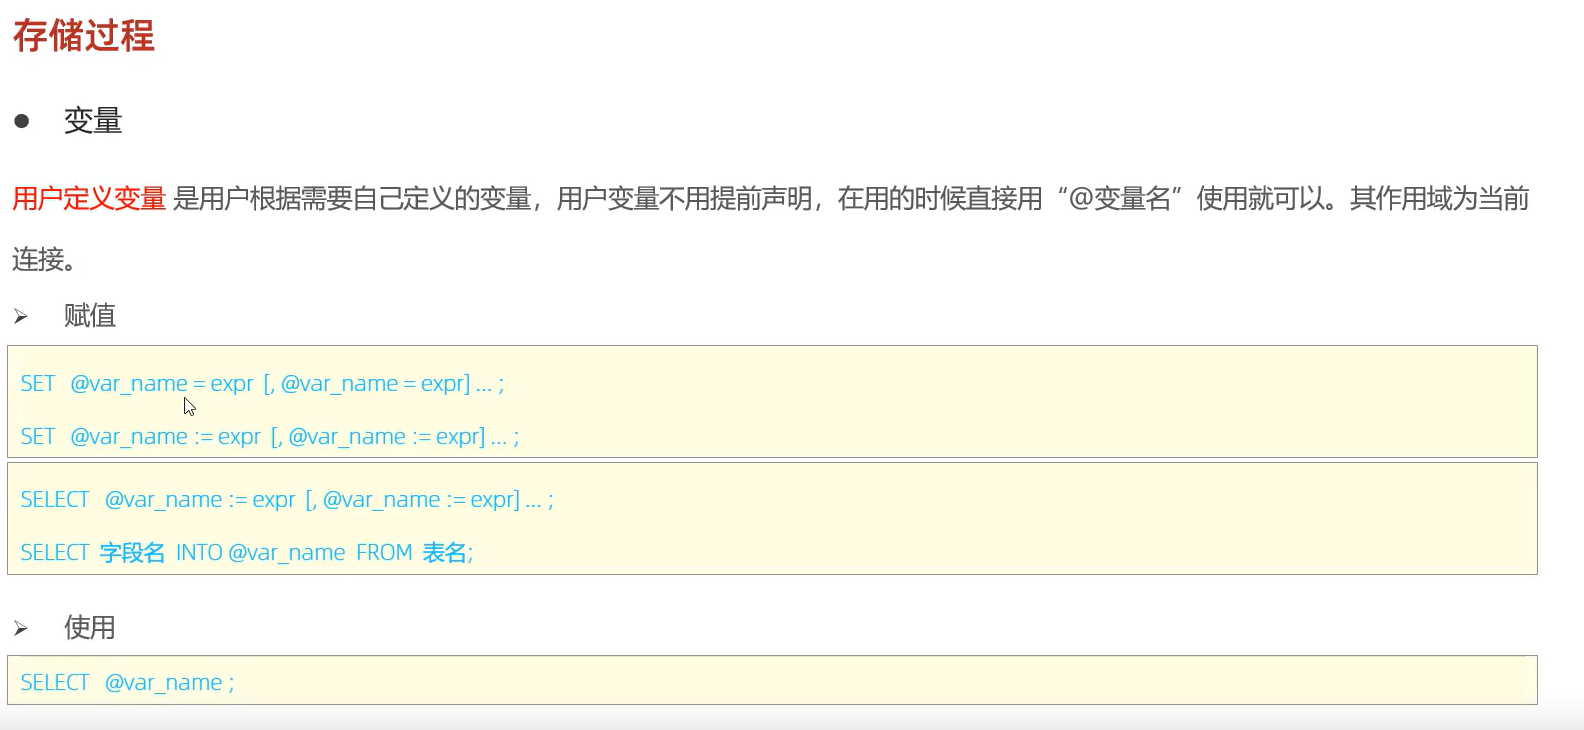 存储过程
● 变量
用户定义变量 是用户根据需要自己定义的变量，用户变量不用提前声明，在用的时候直接用“@变量名”使用就可以。其作用域为当前
连接。
➢ 赋值
SET @var_name = expr [, @var_name = expr] ... ;
SET @var_name := expr [, @var_name := expr] ... ;
SELECT @var_name := expr [, @var_name := expr] ... ;
SELECT 字段名 INTO @var_name FROM 表名;
➢ 使用
SELECT @var_name ;